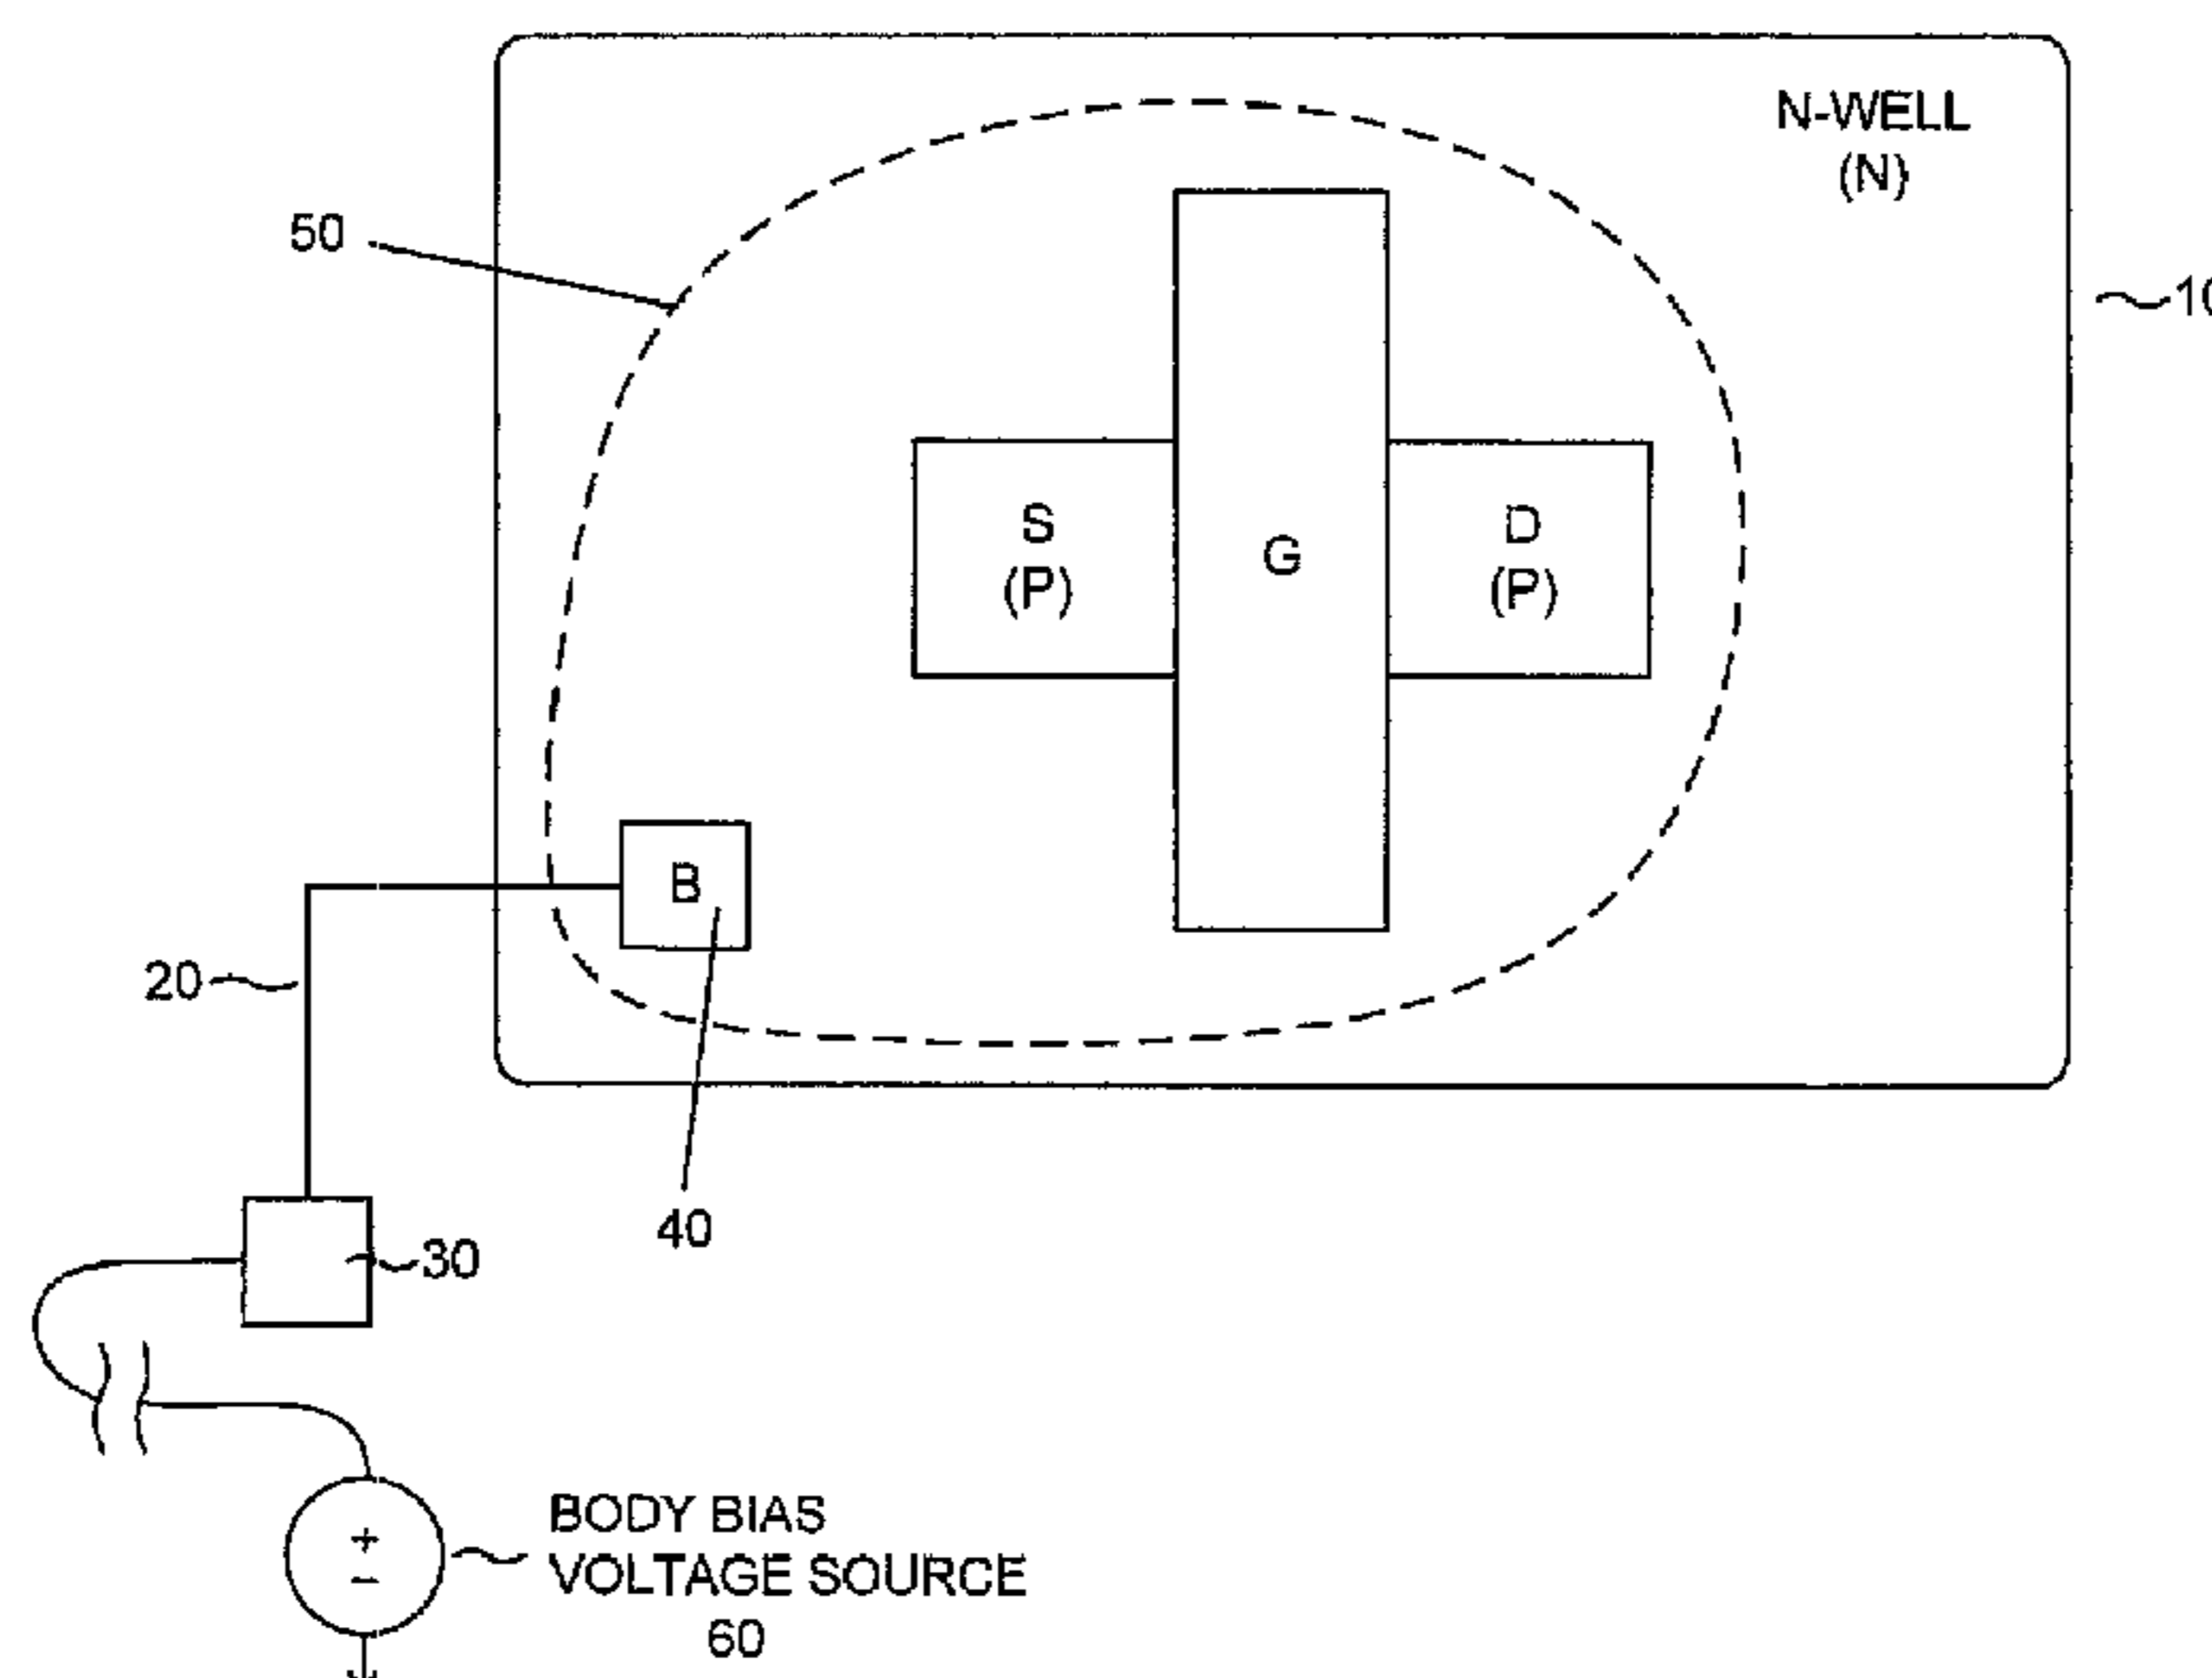 N-WELL
(N)
50
S
(P)
G
D
(P)
B
20
40
30
+
−
BODY BIAS
VOLTAGE SOURCE
60